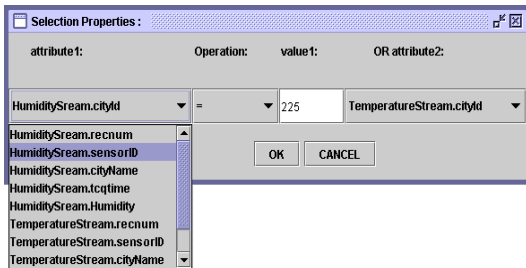 Selection Properties :
attribute1: Operation: value1: OR attribute2:
HumiditySream.cityId = 225 TemperatureStream.cityId
HumiditySream.recnum
HumiditySream.sensorID
HumiditySream.cityName
HumiditySream.tcqtime
HumiditySream.Humidity
TemperatureStream.recnum
TemperatureStream.sensorID
TemperatureStream.cityName
OK CANCEL